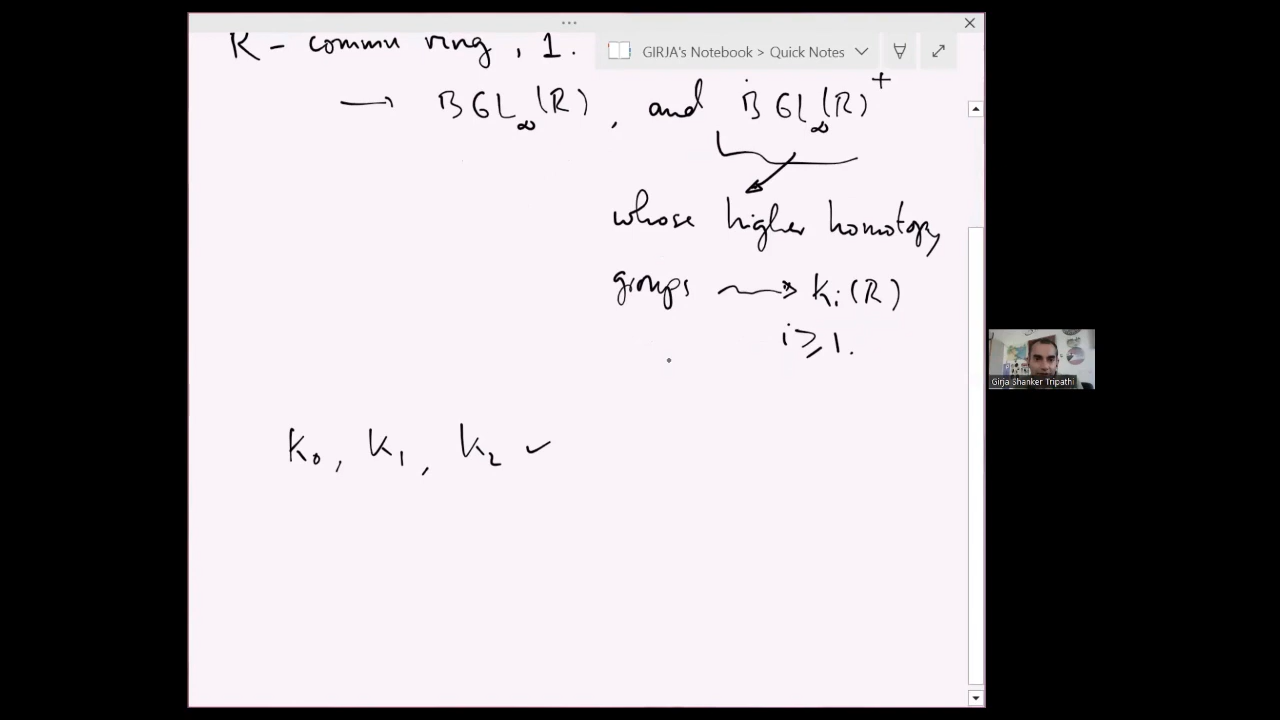 R - commu ring, 1.
GIRJA's Notebook > Quick Notes
→ BGL∞(R), and BGL∞(R)⁺
whose higher homotopy
groups ⟿ Kᵢ(R)
i ≥ 1.
Girja Shanker Tripathi
K₀, K₁, K₂ ✓